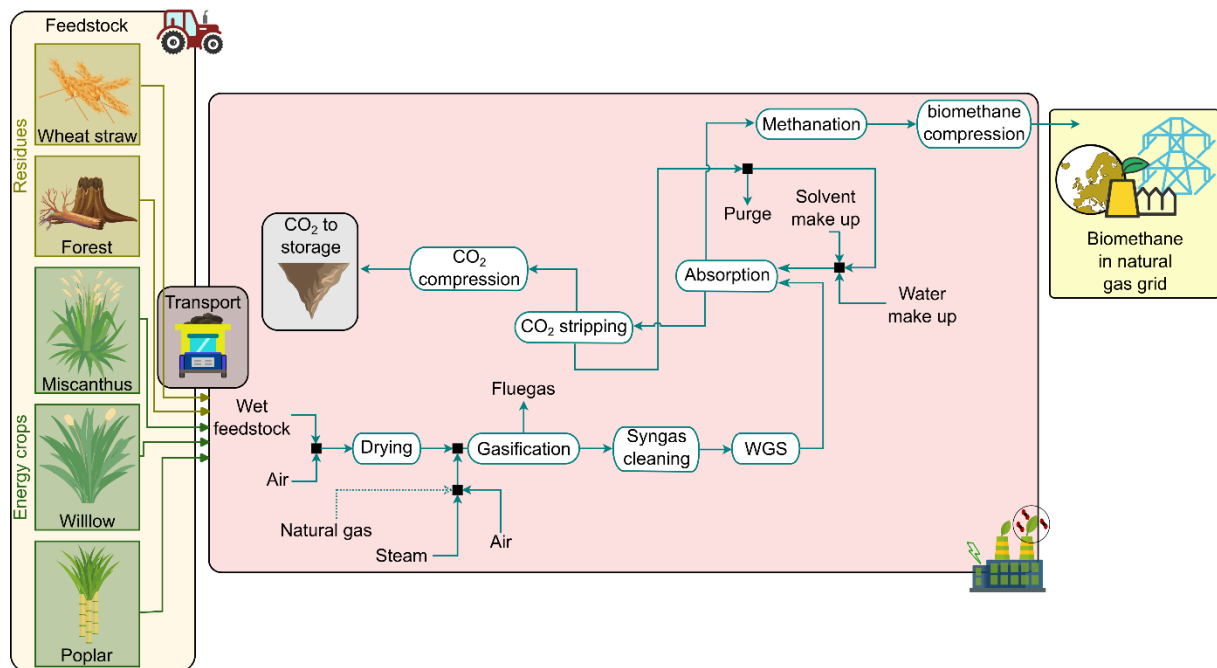 Feedstock
Residues
Wheat straw
Forest
Energy crops
Miscanthus
Willlow
Poplar
Transport
Methanation
biomethane
compression
Purge
Solvent
make up
CO₂ to
storage
CO₂
compression
Absorption
Water
make up
CO₂ stripping
Biomethane
in natural
gas grid
Fluegas
Wet
feedstock
Drying
Gasification
Syngas
cleaning
WGS
Air
Natural gas
Steam
Air